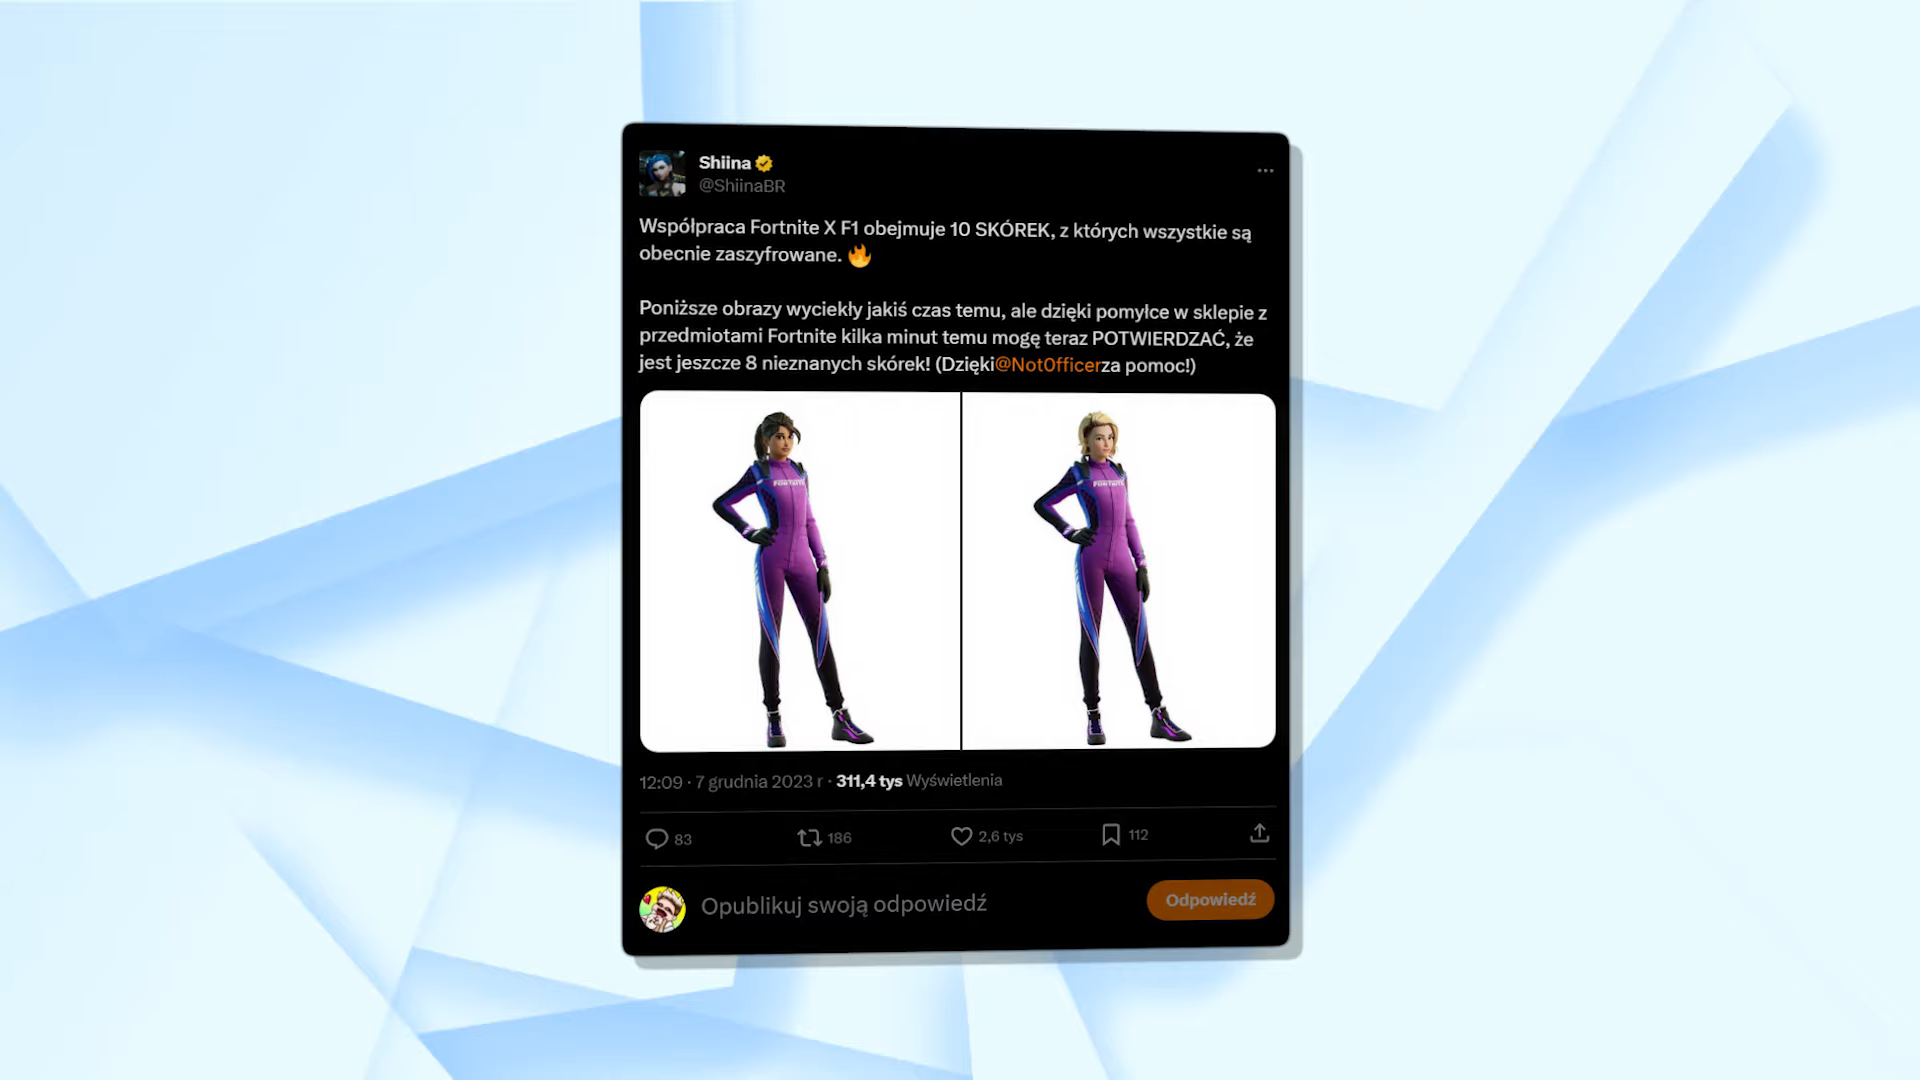 Shiina
@ShiinaBR
Współpraca Fortnite X F1 obejmuje 10 SKÓREK, z których wszystkie są
obecnie zaszyfrowane. 🔥
Poniższe obrazy wyciekły jakiś czas temu, ale dzięki pomyłce w sklepie z
przedmiotami Fortnite kilka minut temu mogę teraz POTWIERDZAĆ, że
jest jeszcze 8 nieznanych skórek! (Dzięki@Not0fficerza pomoc!)
FORTNITE
FORTNITE
12:09 · 7 grudnia 2023 r · 311,4 tys Wyświetlenia
83 186 2,6 tys 112
Opublikuj swoją odpowiedź
Odpowiedź